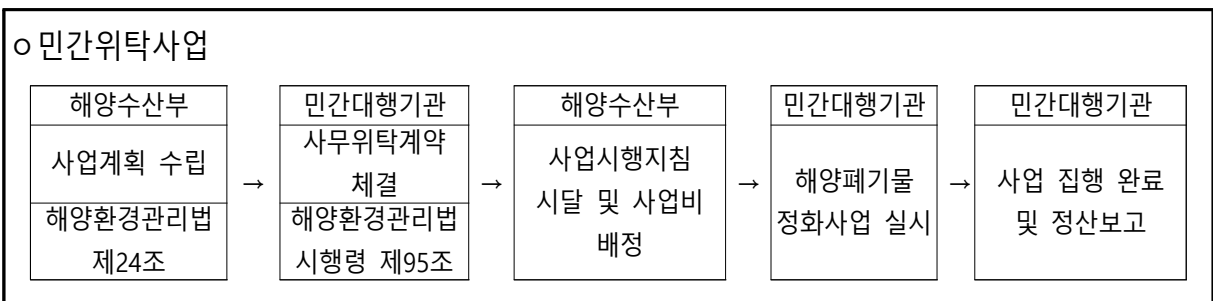 ㅇ민간위탁사업
해양수산부
사업계획 수립
해양환경관리법
제24조
→
민간대행기관
사무위탁계약
체결
해양환경관리법
시행령 제95조
→
해양수산부
사업시행지침
시달 및 사업비
배정
→
민간대행기관
해양폐기물
정화사업 실시
→
민간대행기관
사업 집행 완료
및 정산보고